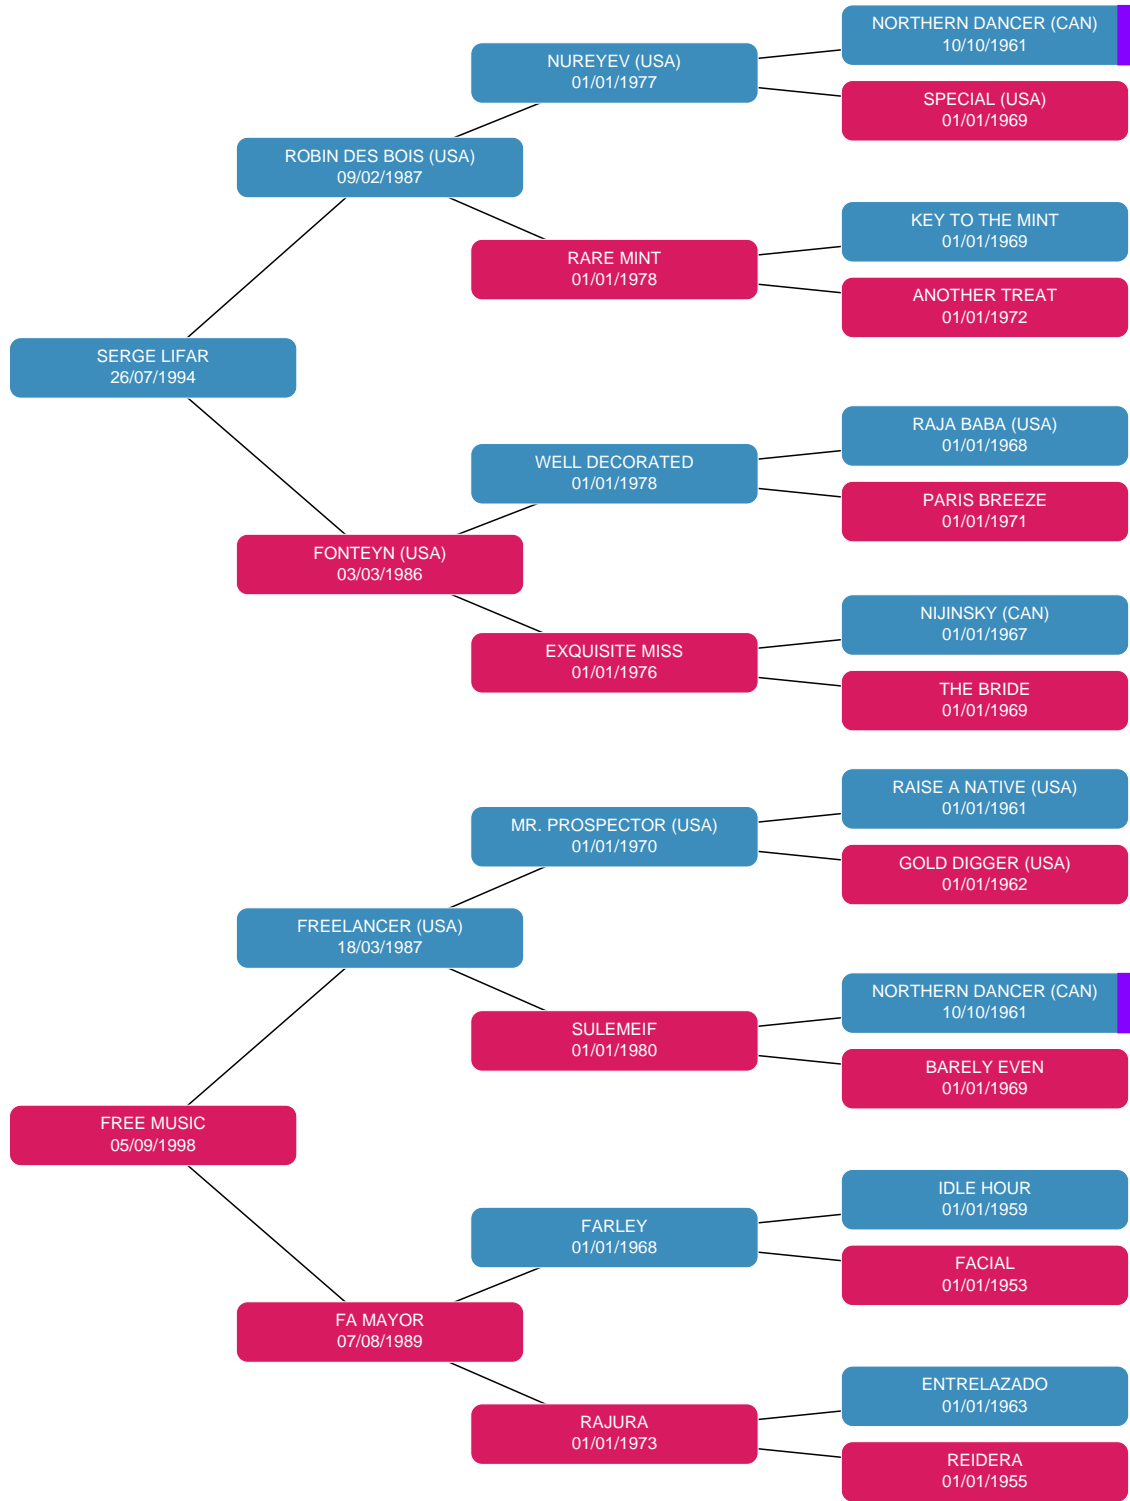 NORTHERN DANCER (CAN)
10/10/1961
NUREYEV (USA)
01/01/1977
SPECIAL (USA)
01/01/1969
ROBIN DES BOIS (USA)
09/02/1987
KEY TO THE MINT
01/01/1969
RARE MINT
01/01/1978
ANOTHER TREAT
01/01/1972
SERGE LIFAR
26/07/1994
RAJA BABA (USA)
01/01/1968
WELL DECORATED
01/01/1978
PARIS BREEZE
01/01/1971
FONTEYN (USA)
03/03/1986
NIJINSKY (CAN)
01/01/1967
EXQUISITE MISS
01/01/1976
THE BRIDE
01/01/1969
RAISE A NATIVE (USA)
01/01/1961
MR. PROSPECTOR (USA)
01/01/1970
GOLD DIGGER (USA)
01/01/1962
FREELANCER (USA)
18/03/1987
NORTHERN DANCER (CAN)
10/10/1961
SULEMEIF
01/01/1980
BARELY EVEN
01/01/1969
FREE MUSIC
05/09/1998
IDLE HOUR
01/01/1959
FARLEY
01/01/1968
FACIAL
01/01/1953
FA MAYOR
07/08/1989
ENTRELAZADO
01/01/1963
RAJURA
01/01/1973
REIDERA
01/01/1955